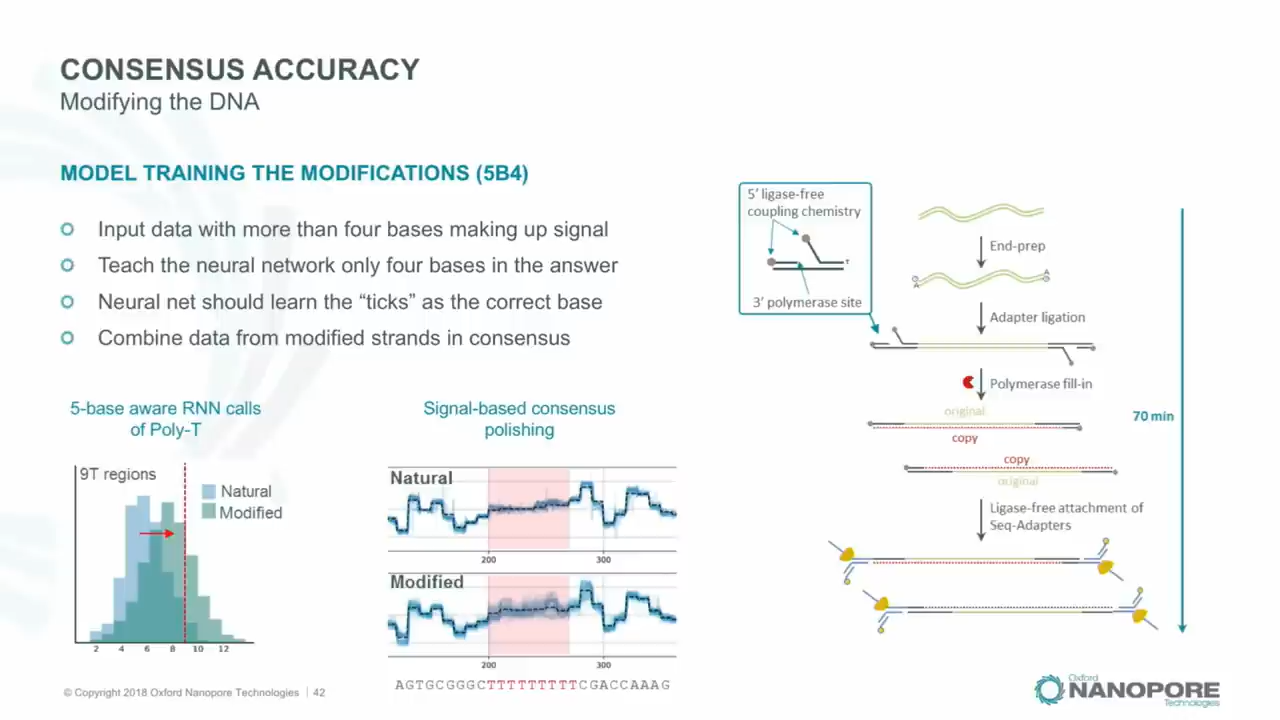 CONSENSUS ACCURACY
Modifying the DNA
MODEL TRAINING THE MODIFICATIONS (5B4)
Input data with more than four bases making up signal
Teach the neural network only four bases in the answer
Neural net should learn the “ticks” as the correct base
Combine data from modified strands in consensus
5-base aware RNN calls
of Poly-T
9T regions
Natural
Modified
2 4 6 8 10 12
Signal-based consensus
polishing
Natural
200 300
Modified
200 300
AGTGCGGGCTTTTTTTTTCGACCAAAG
5′ ligase-free
coupling chemistry
T
3′ polymerase site
End-prep
A
A
Adapter ligation
Polymerase fill-in
original
copy
copy
original
70 min
Ligase-free attachment of
Seq-Adapters
© Copyright 2018 Oxford Nanopore Technologies | 42
Oxford
NANOPORE
Technologies